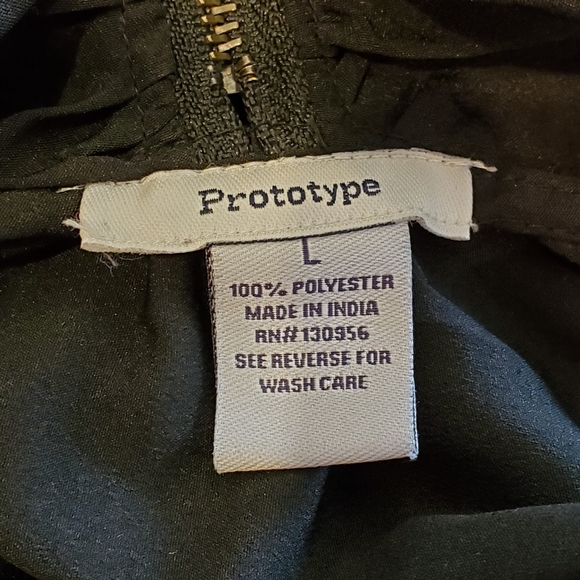 Prototype
L
100% POLYESTER
MADE IN INDIA
RN# 130956
SEE REVERSE FOR
WASH CARE